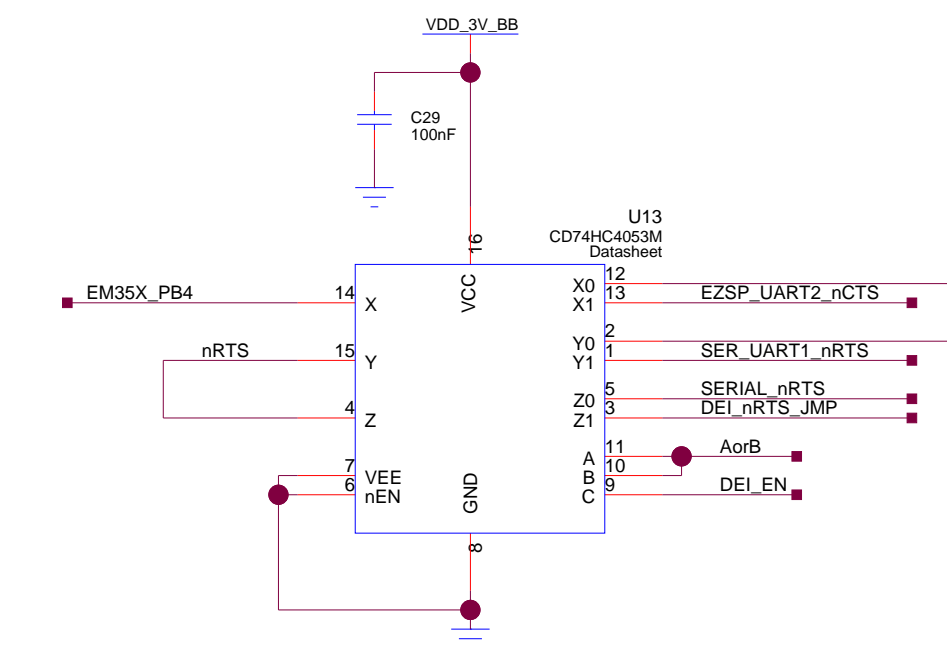 VDD_3V_BB
C29
100nF
U13
CD74HC4053M
Datasheet
16
VCC
EM35X_PB4
14
X
X0
12
X1
13
EZSP_UART2_nCTS
nRTS
15
Y
Y0
2
Y1
1
SER_UART1_nRTS
4
Z
Z0
5
SERIAL_nRTS
Z1
3
DEI_nRTS_JMP
7
VEE
6
nEN
GND
8
A
11
AorB
B
10
C
9
DEI_EN